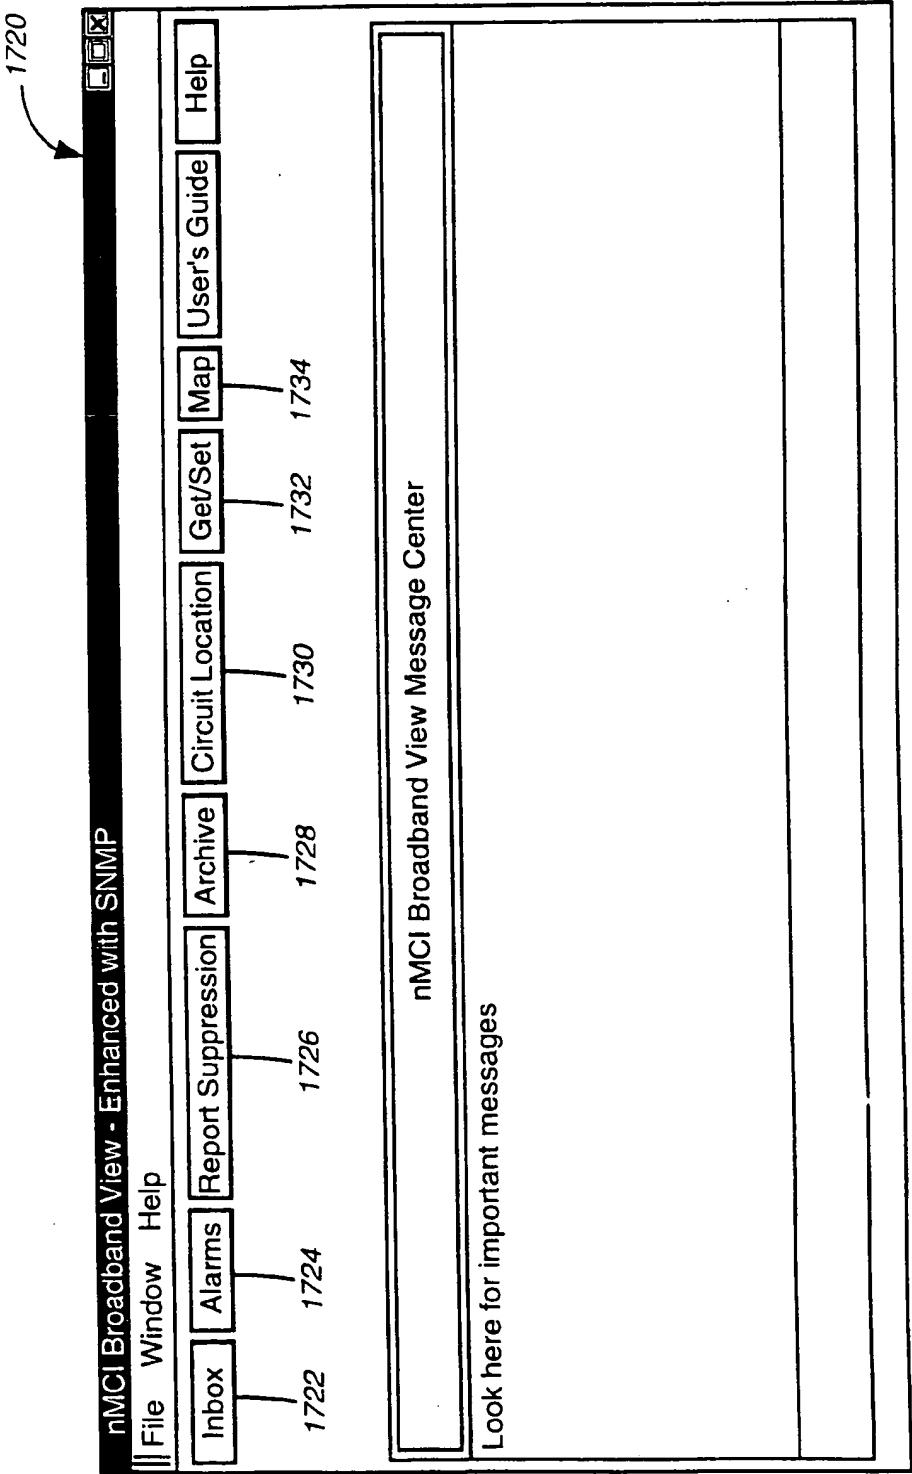 1720
nMCI Broadband View - Enhanced with SNMP
File Window Help
Inbox Alarms Report Suppression Archive Circuit Location Get/Set Map User's Guide Help
1722 1724 1726 1728 1730 1732 1734
nMCI Broadband View Message Center
Look here for important messages